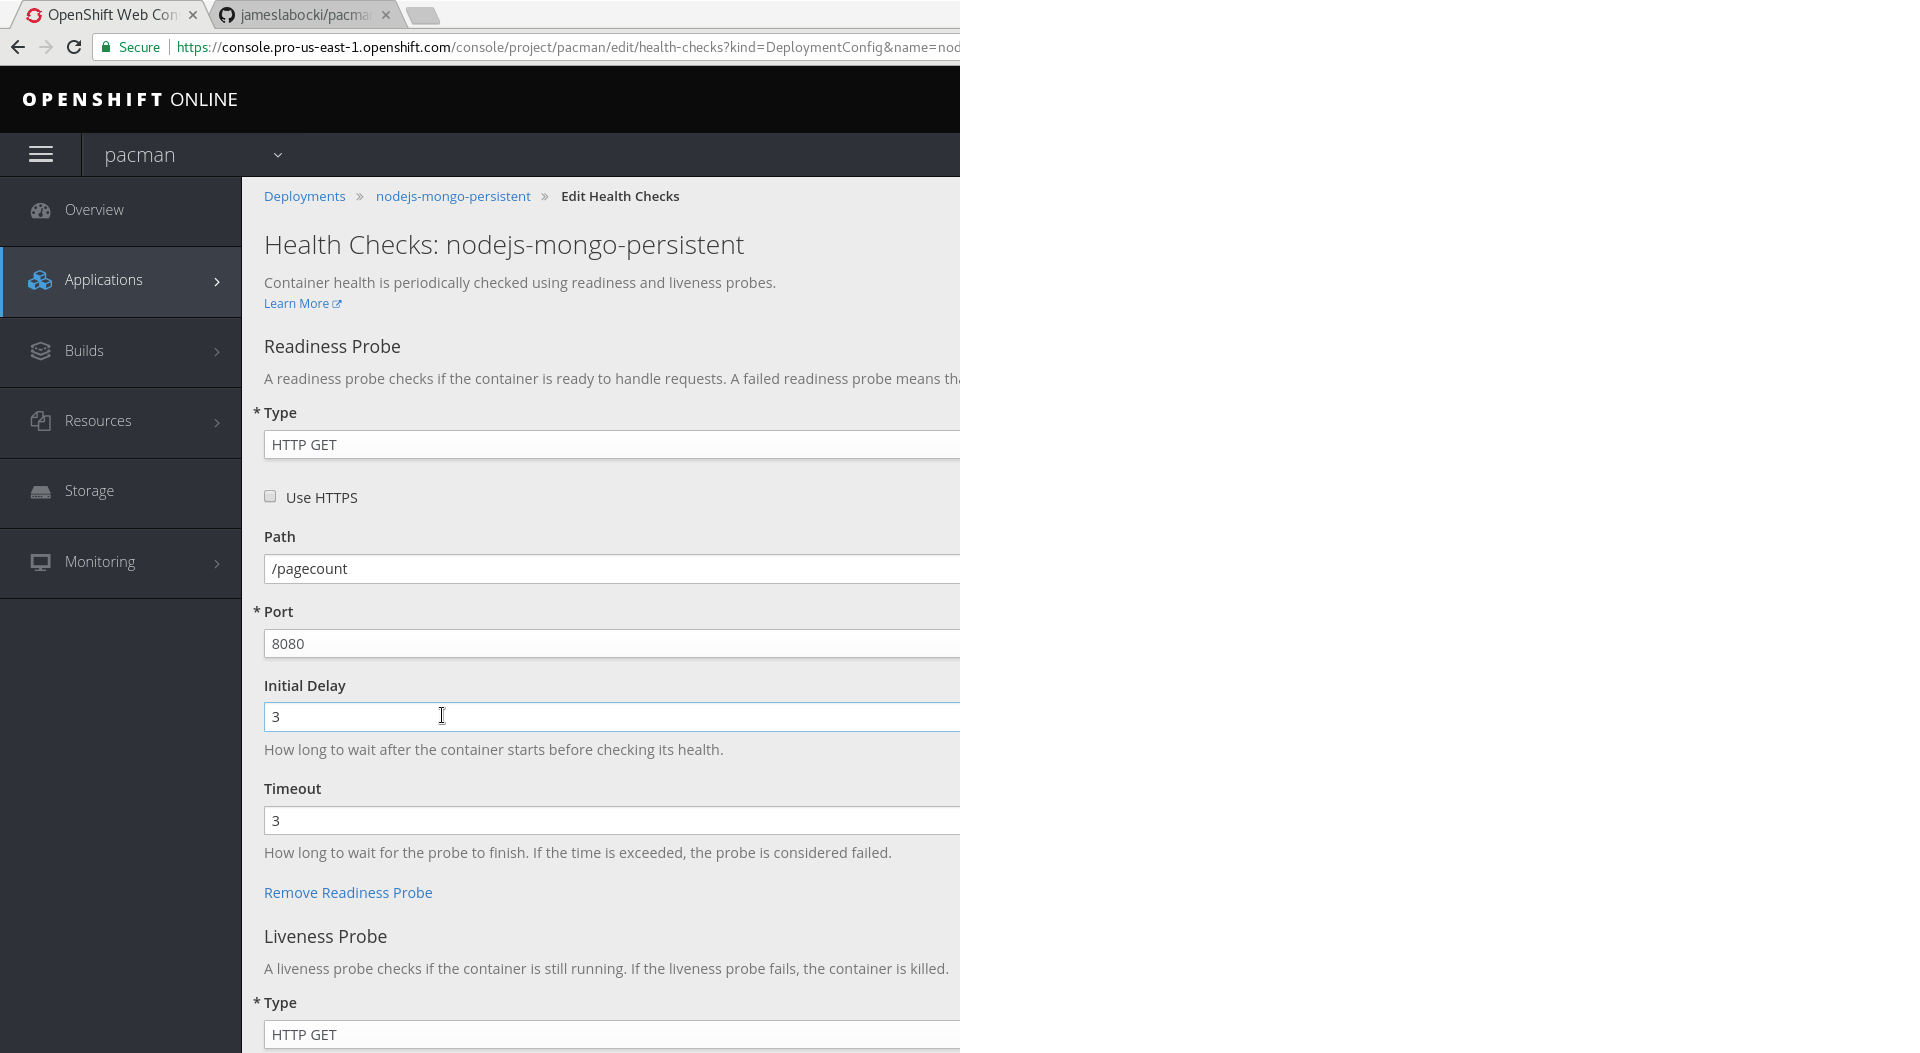 OpenShift Web Con
jameslabocki/pacma
Secure
https://console.pro-us-east-1.openshift.com/console/project/pacman/edit/health-checks?kind=DeploymentConfig&name=nod
OPENSHIFT ONLINE
pacman
Deployments » nodejs-mongo-persistent » Edit Health Checks
Overview
Applications
Builds
Resources
Storage
Monitoring
Health Checks: nodejs-mongo-persistent
Container health is periodically checked using readiness and liveness probes.
Learn More
Readiness Probe
A readiness probe checks if the container is ready to handle requests. A failed readiness probe means tha
* Type
HTTP GET
Use HTTPS
Path
/pagecount
* Port
8080
Initial Delay
3
How long to wait after the container starts before checking its health.
Timeout
3
How long to wait for the probe to finish. If the time is exceeded, the probe is considered failed.
Remove Readiness Probe
Liveness Probe
A liveness probe checks if the container is still running. If the liveness probe fails, the container is killed.
* Type
HTTP GET